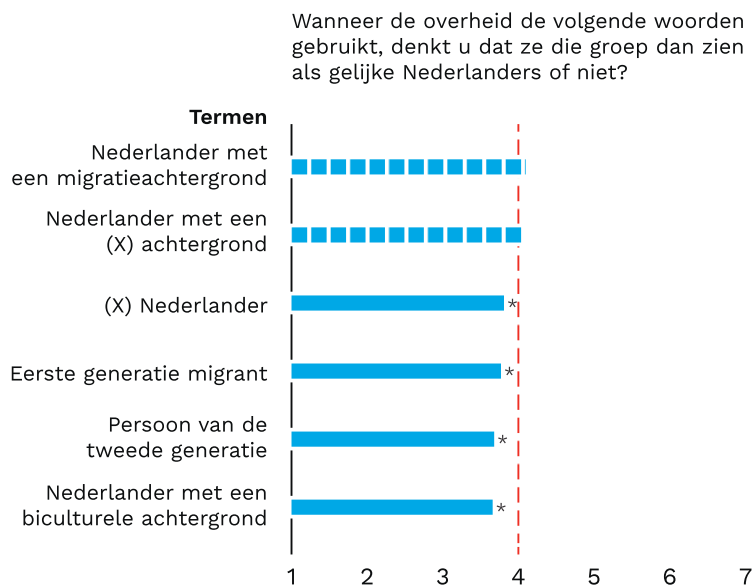 Wanneer de overheid de volgende woorden
gebruikt, denkt u dat ze die groep dan zien
als gelijke Nederlanders of niet?
Termen
Nederlander met
een migratieachtergrond
Nederlander met een
(X) achtergrond
(X) Nederlander
*
Eerste generatie migrant
*
Persoon van de
tweede generatie
*
Nederlander met een
biculturele achtergrond
*
1 2 3 4 5 6 7